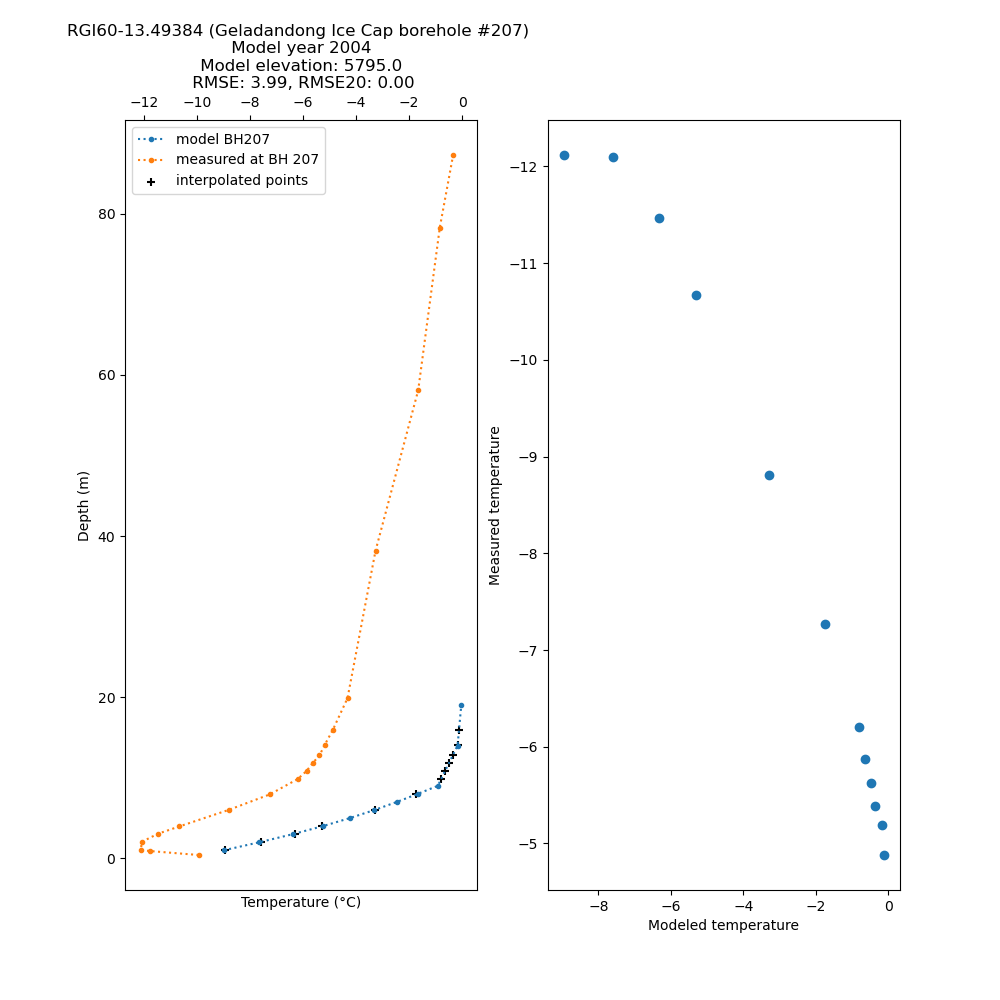 RGI60-13.49384 (Geladandong Ice Cap borehole #207)
Model year 2004
Model elevation: 5795.0
RMSE: 3.99, RMSE20: 0.00
−12 −10 −8 −6 −4 −2 0
model BH207
measured at BH 207
interpolated points
80
60
40
20
0
Depth (m)
Temperature (°C)
−12
−11
−10
−9
−8
−7
−6
−5
Measured temperature
−8 −6 −4 −2 0
Modeled temperature